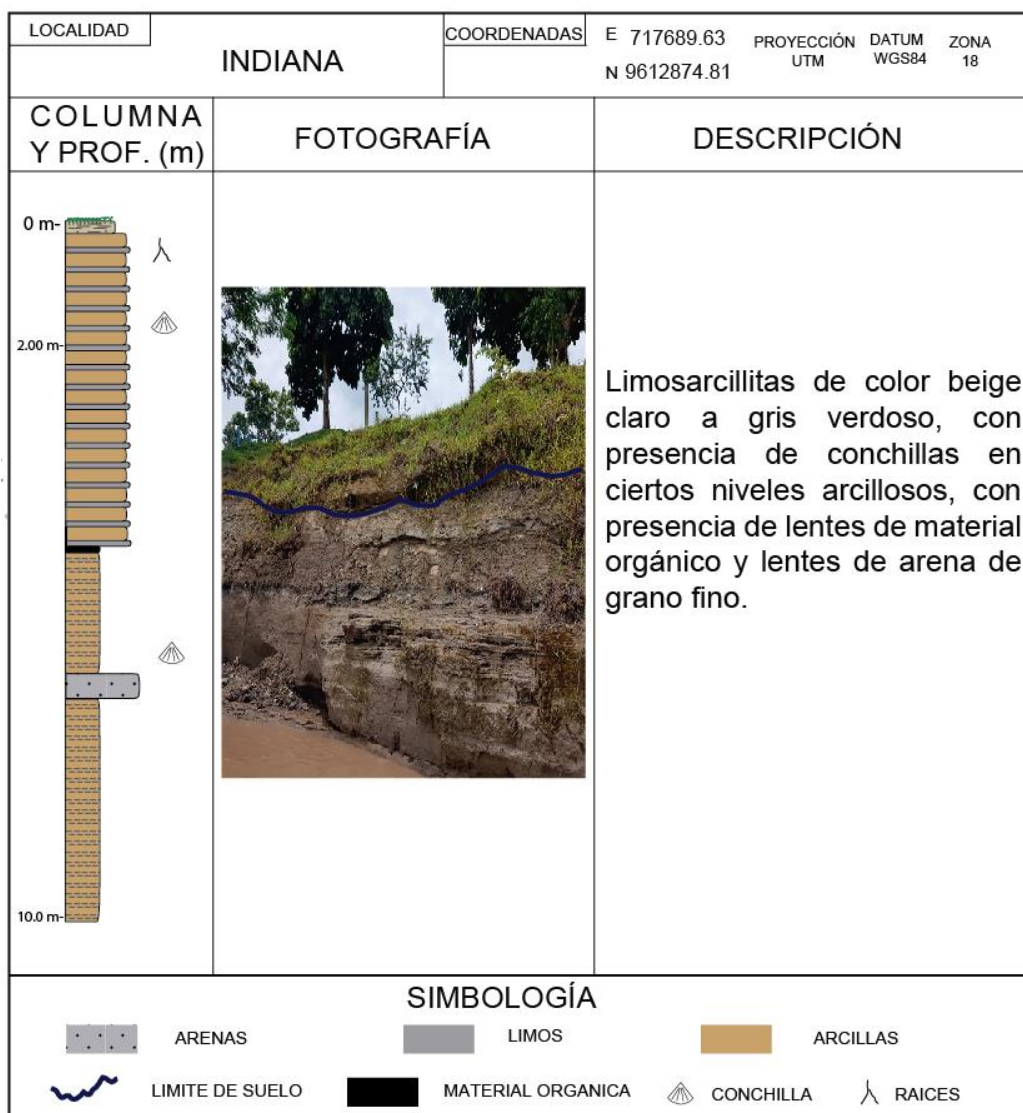 LOCALIDAD
INDIANA
COORDENADAS
E 717689.63
N 9612874.81
PROYECCIÓN
UTM
DATUM
WGS84
ZONA
18
COLUMNA
Y PROF. (m)
FOTOGRAFÍA
DESCRIPCIÓN
0 m-
2.00 m-
10.0 m-
Limosarcillitas de color beige
claro a gris verdoso, con
presencia de conchillas en
ciertos niveles arcillosos, con
presencia de lentes de material
orgánico y lentes de arena de
grano fino.
SIMBOLOGÍA
ARENAS
LIMOS
ARCILLAS
LIMITE DE SUELO
MATERIAL ORGANICA
CONCHILLA
RAICES